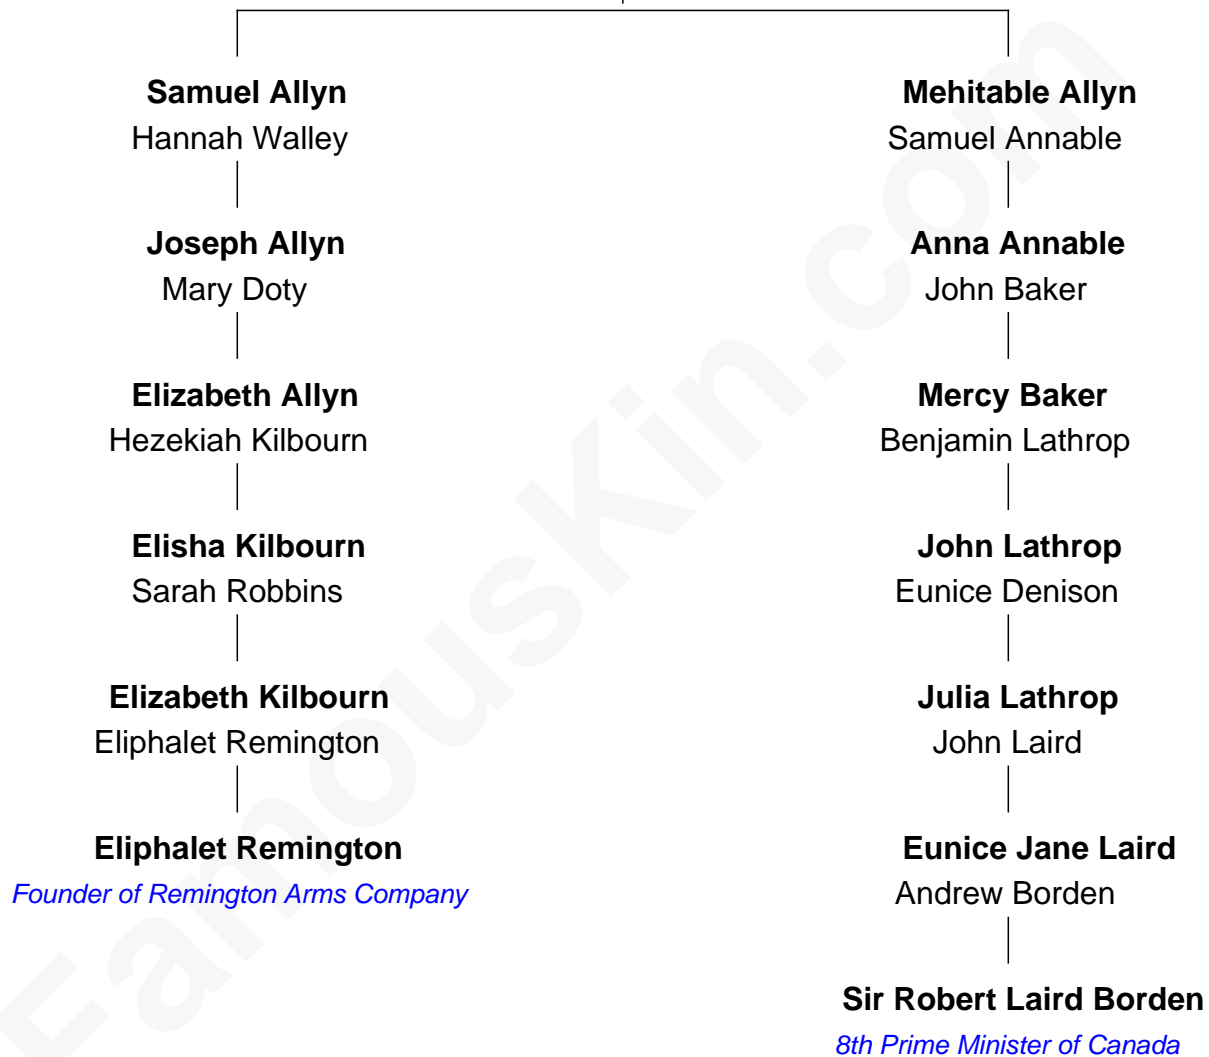 Samuel Allyn
Hannah Walley
Mehitable Allyn
Samuel Annable
Joseph Allyn
Mary Doty
Anna Annable
John Baker
Elizabeth Allyn
Hezekiah Kilbourn
Mercy Baker
Benjamin Lathrop
Elisha Kilbourn
Sarah Robbins
John Lathrop
Eunice Denison
Elizabeth Kilbourn
Eliphalet Remington
Julia Lathrop
John Laird
Eliphalet Remington
Founder of Remington Arms Company
Eunice Jane Laird
Andrew Borden
Sir Robert Laird Borden
8th Prime Minister of Canada
FamousKin.com